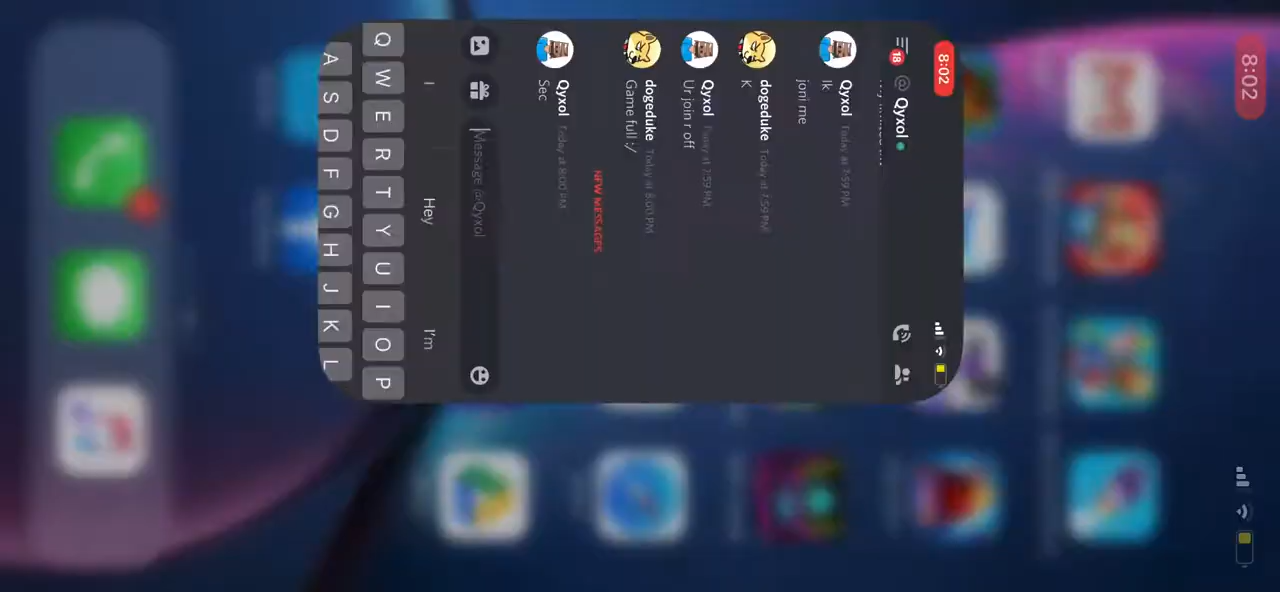 8:02
8:02
18
@ Qyxol
Qyxol Today at 7:59 PM
Ik
joni me
dogeduke Today at 7:59 PM
K
Qyxol Today at 7:59 PM
Ur join r off
dogeduke Today at 8:00 PM
Game full :/
NEW MESSAGES
Qyxol Today at 8:00 PM
Sec
Message @Qyxol
I Hey I'm
Q W E R T Y U I O P
A S D F G H J K L